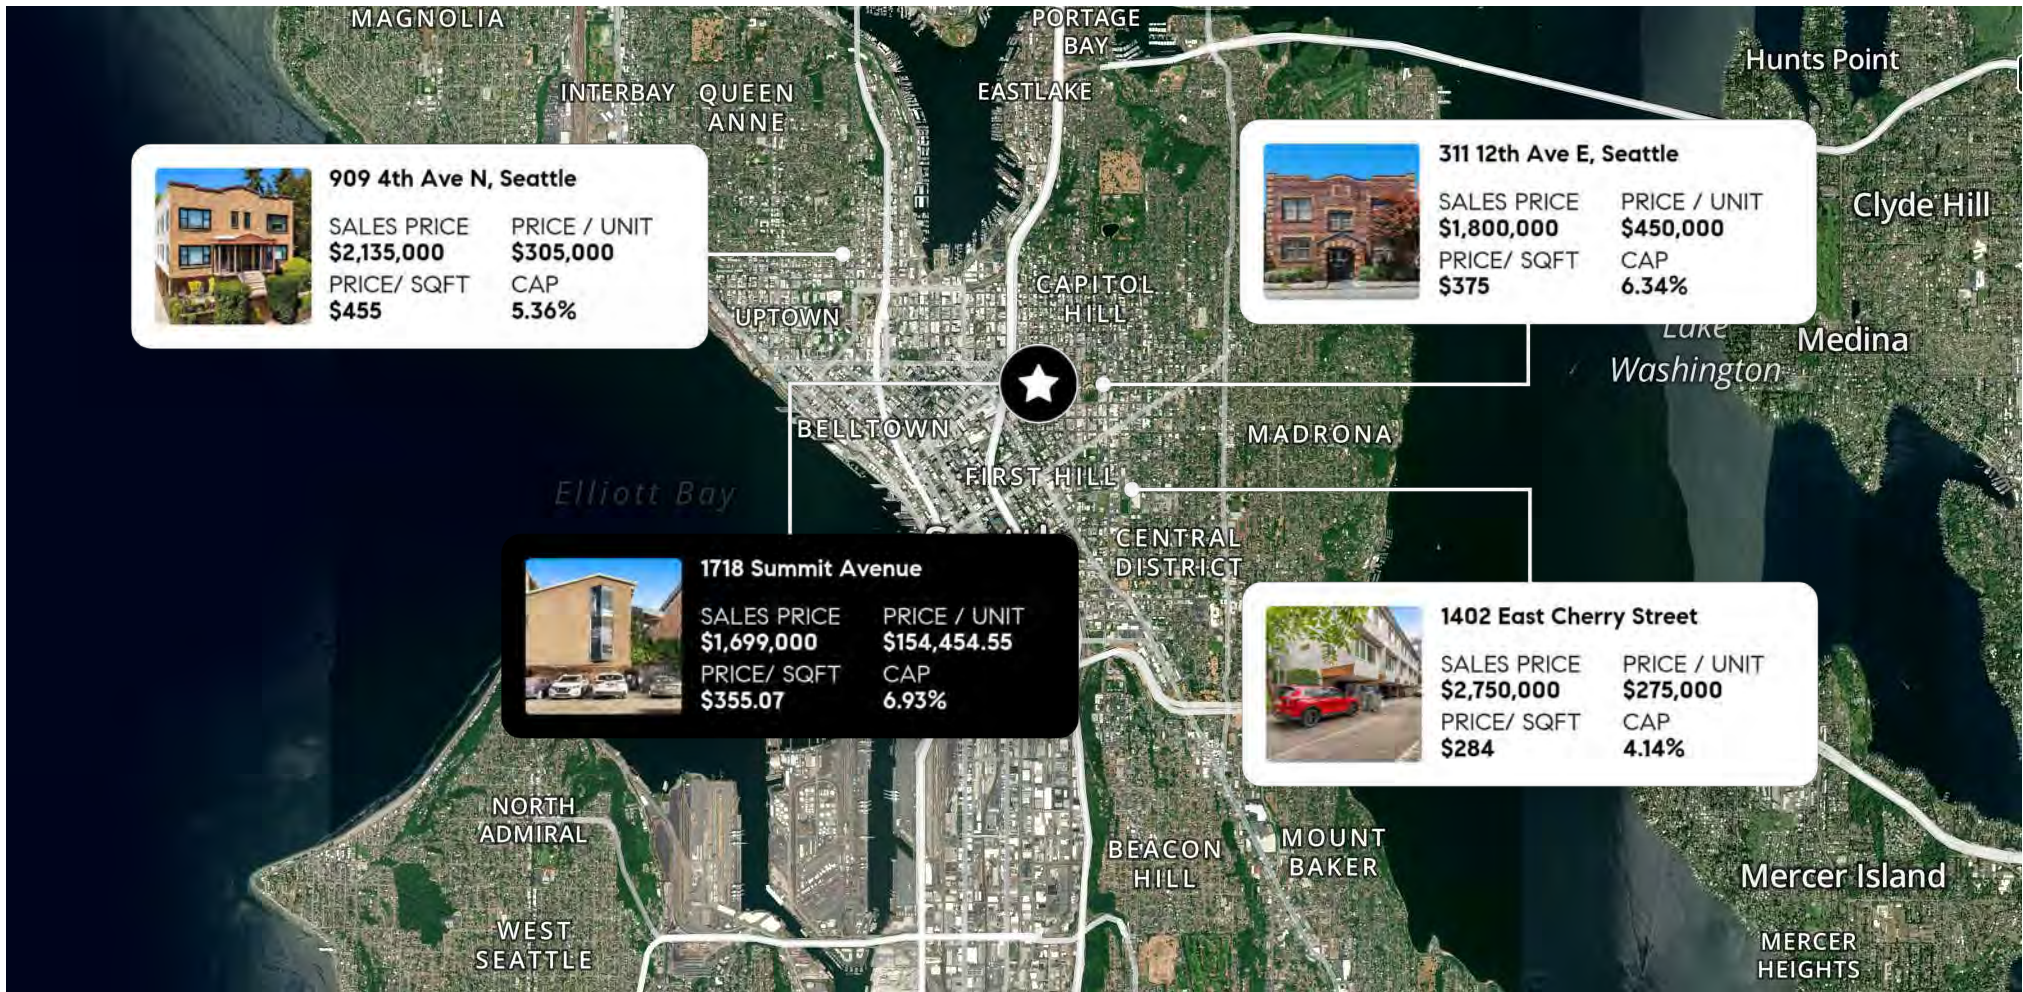 MAGNOLIA
PORTAGE
BAY
Hunts Point
INTERBAY
QUEEN
ANNE
EASTLAKE
909 4th Ave N, Seattle
SALES PRICE PRICE / UNIT
$2,135,000 $305,000
PRICE/ SQFT CAP
$455 5.36%
311 12th Ave E, Seattle
SALES PRICE PRICE / UNIT
$1,800,000 $450,000
PRICE/ SQFT CAP
$375 6.34%
Clyde Hill
CAPITOL
HILL
UPTOWN
Lake
Washington
Medina
BELLTOWN
MADRONA
FIRST HILL
Elliott Bay
CENTRAL
DISTRICT
1718 Summit Avenue
SALES PRICE PRICE / UNIT
$1,699,000 $154,454.55
PRICE/ SQFT CAP
$355.07 6.93%
1402 East Cherry Street
SALES PRICE PRICE / UNIT
$2,750,000 $275,000
PRICE/ SQFT CAP
$284 4.14%
NORTH
ADMIRAL
BEACON
HILL
MOUNT
BAKER
Mercer Island
WEST
SEATTLE
MERCER
HEIGHTS